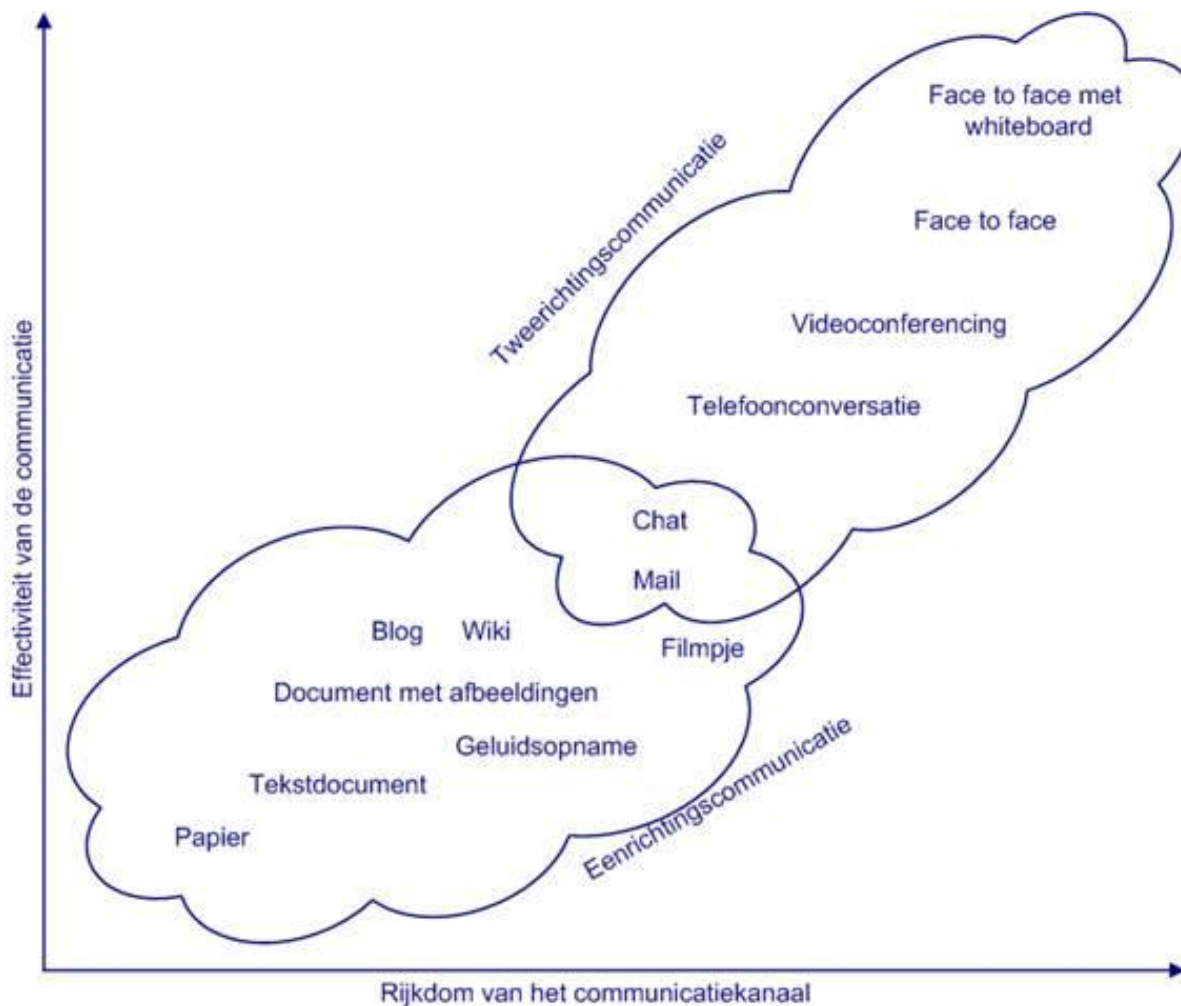 Face to face met
whiteboard
Face to face
Tweerichtingscommunicatie
Videoconferencing
Telefoonconversatie
Effectiviteit van de communicatie
Chat
Mail
Blog
Wiki
Filmpje
Document met afbeeldingen
Geluidsopname
Tekstdocument
Eenrichtingscommunicatie
Papier
Rijkdom van het communicatiekanaal